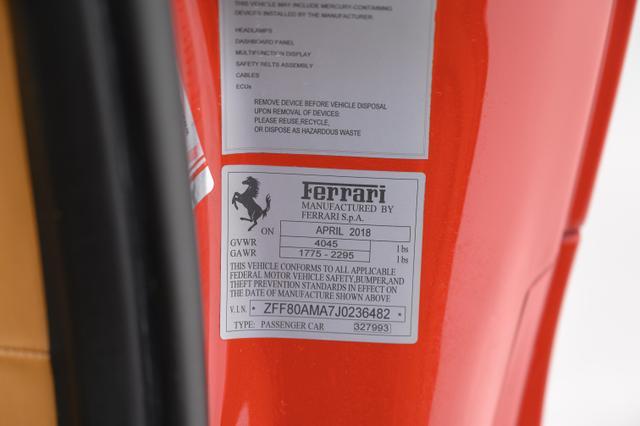 THIS VEHICLE MAY INCLUDE MERCURY-CONTAINING
DEVICES INSTALLED BY THE MANUFACTURER:
HEADLAMPS
DASHBOARD PANEL
MULTIFUNCTION DISPLAY
SAFETY BELTS ASSEMBLY
CABLES
ECUs
REMOVE DEVICE BEFORE VEHICLE DISPOSAL
UPON REMOVAL OF DEVICES:
PLEASE REUSE,RECYCLE,
OR DISPOSE AS HAZARDOUS WASTE
Ferrari
MANUFACTURED BY
FERRARI S.p.A.
ON APRIL 2018
GVWR 4045 lbs
GAWR 1775 - 2295 lbs
THIS VEHICLE CONFORMS TO ALL APPLICABLE
FEDERAL MOTOR VEHICLE SAFETY,BUMPER,AND
THEFT PREVENTION STANDARDS IN EFFECT ON
THE DATE OF MANUFACTURE SHOWN ABOVE
V.I.N. * ZFF80AMA7J0236482 *
TYPE: PASSENGER CAR 327993